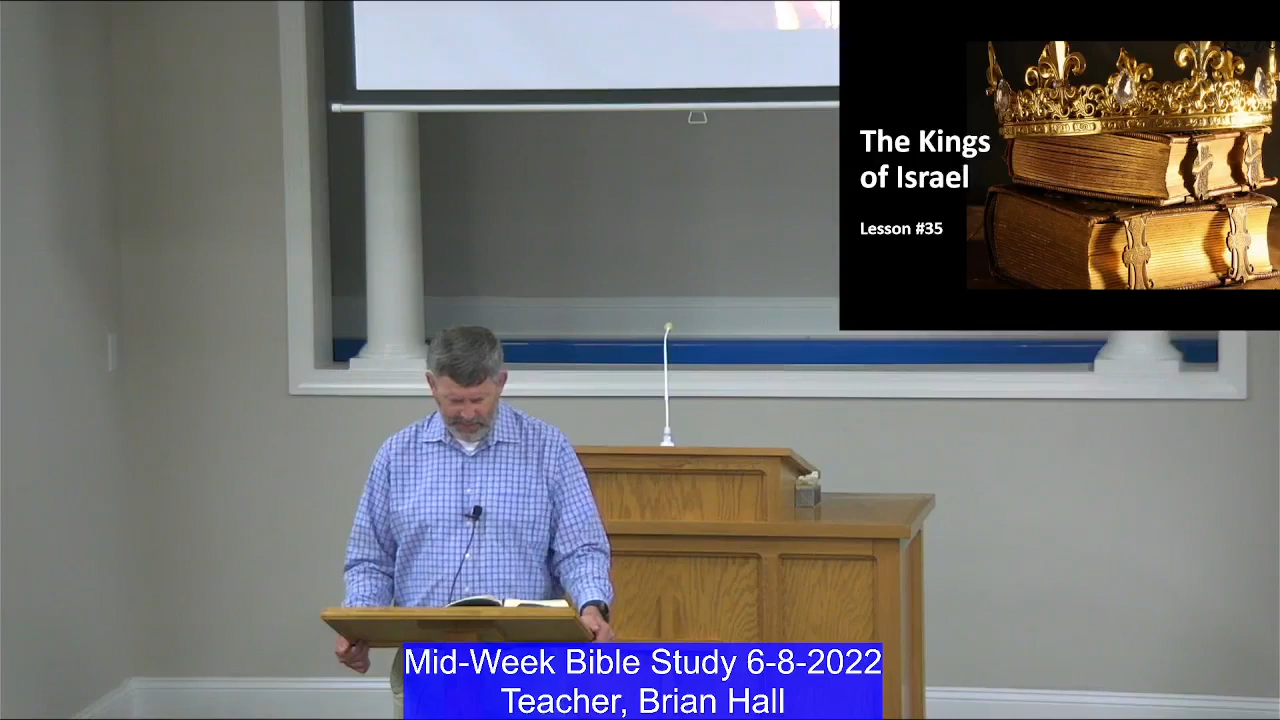 The Kings
of Israel
Lesson #35
Mid-Week Bible Study 6-8-2022
Teacher, Brian Hall